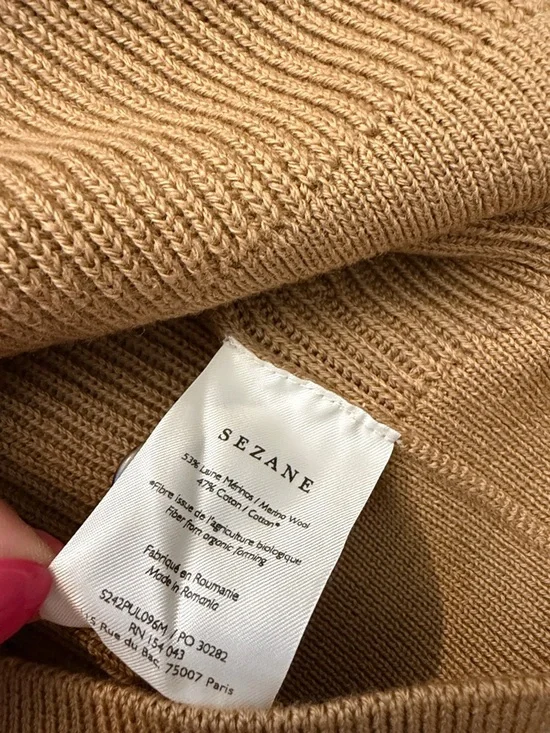 SEZANE
53% Laine Mérinos / Merino Wool
47% Coton / Cotton*
*Fibre issue de l'agriculture biologique
Fiber from organic farming
Fabriqué en Roumanie
Made in Romania
S242PUL096M / PO 30282
RN 154 043
Rue du Bac, 75007 Paris